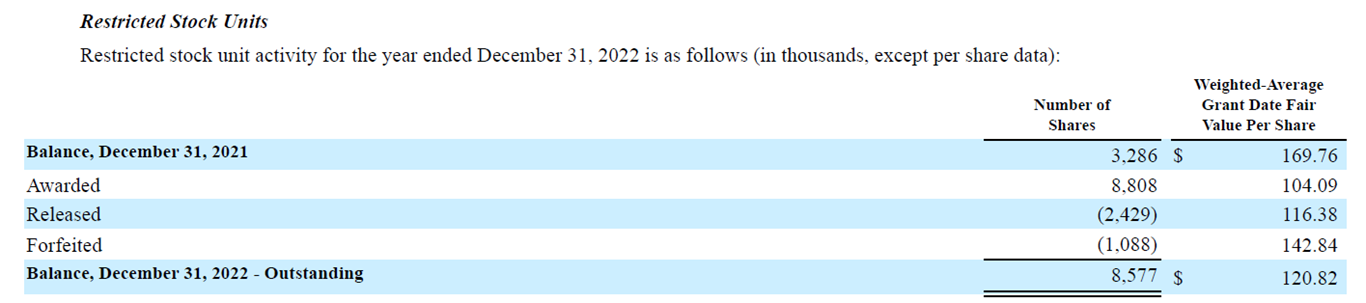 Restricted Stock Units
Restricted stock unit activity for the year ended December 31, 2022 is as follows (in thousands, except per share data):
Number of Shares Weighted-Average Grant Date Fair Value Per Share
Balance, December 31, 2021 3,286 $ 169.76
Awarded 8,808 104.09
Released (2,429) 116.38
Forfeited (1,088) 142.84
Balance, December 31, 2022 - Outstanding 8,577 $ 120.82